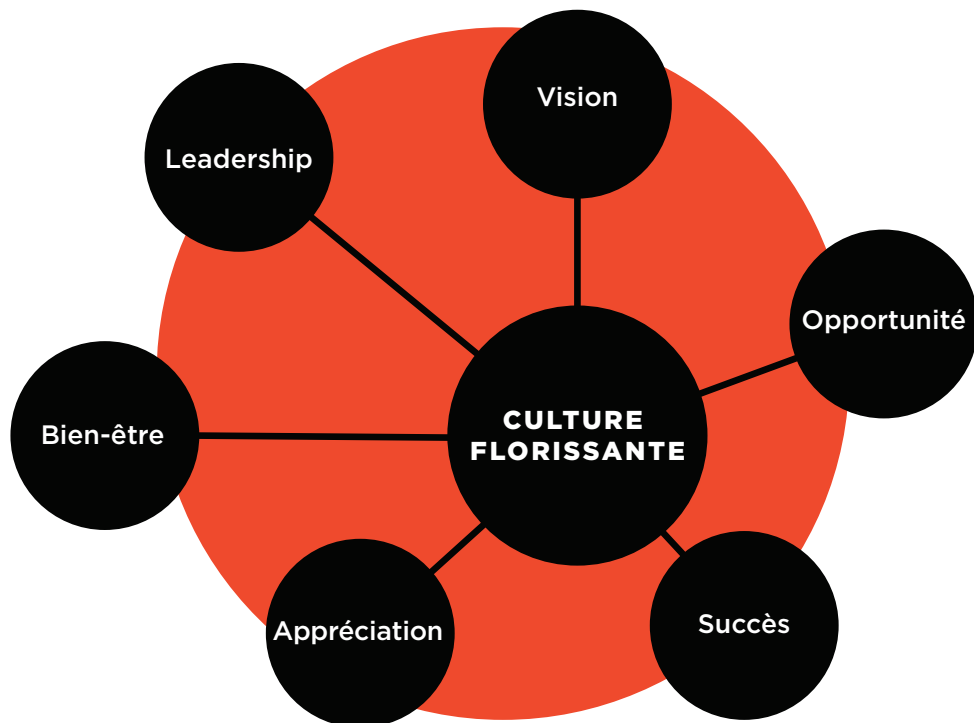 Vision
Leadership
Opportunité
CULTURE
FLORISSANTE
Bien-être
Appréciation
Succès